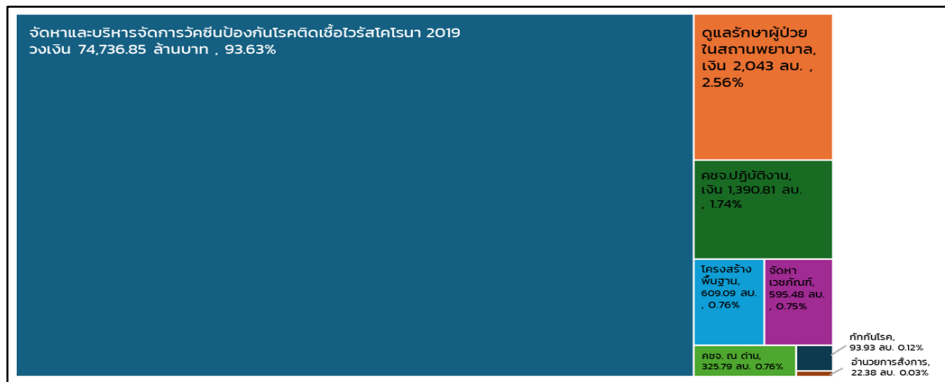 จัดหาและบริหารจัดการวัคซีนป้องกันโรคติดเชื้อไวรัสโคโรนา 2019
วงเงิน 74,736.85 ล้านบาท , 93.63%
ดูแลรักษาผู้ป่วย
ในสถานพยาบาล,
เงิน 2,043 ลบ. ,
2.56%
คชจ.ปฏิบัติงาน,
เงิน 1,390.81 ลบ.
, 1.74%
โครงสร้าง
พื้นฐาน,
609.09 ลบ.
, 0.76%
จัดหา
เวชภัณฑ์,
595.48 ลบ.
, 0.75%
คชจ. ณ ด่าน,
325.79 ลบ. 0.76%
กักกันโรค,
93.93 ลบ. 0.12%
อำนวยการสั่งการ,
22.38 ลบ. 0.03%